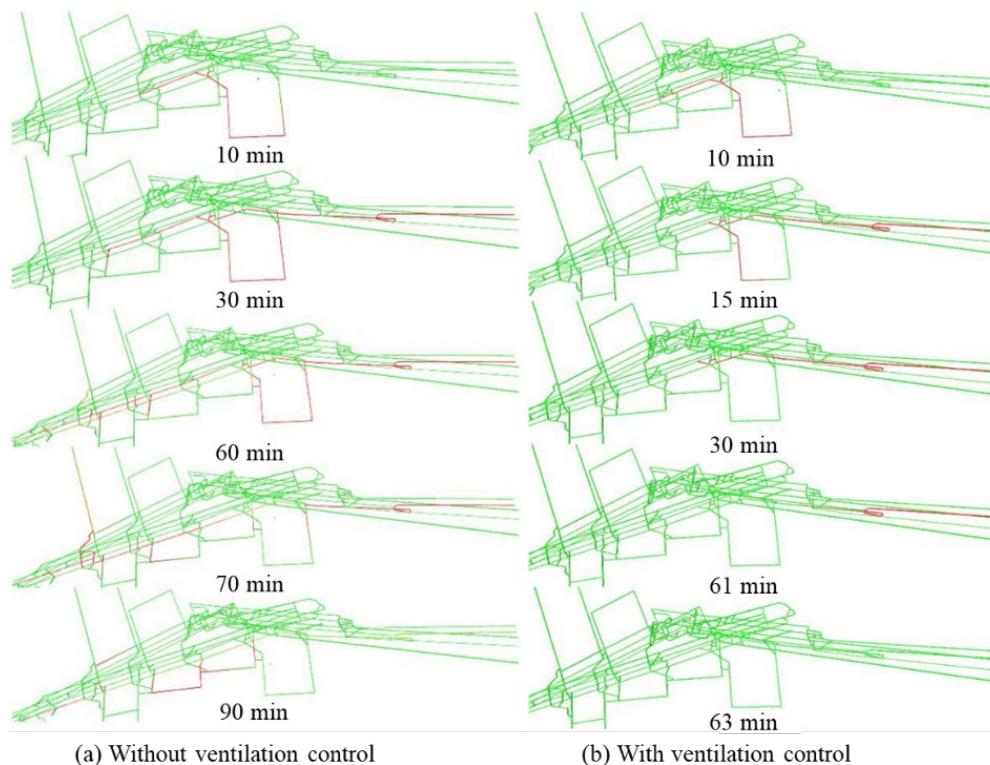 10 min
10 min
30 min
15 min
60 min
30 min
70 min
61 min
90 min
63 min
(a) Without ventilation control
(b) With ventilation control